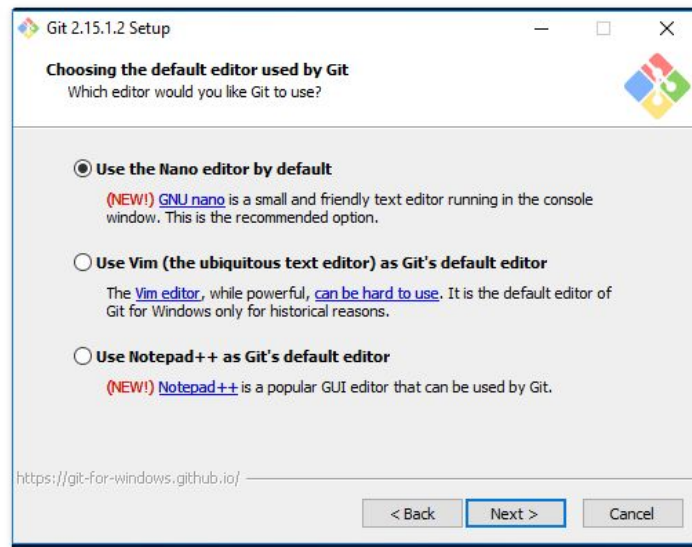 Git 2.15.1.2 Setup
Choosing the default editor used by Git
Which editor would you like Git to use?
Use the Nano editor by default
(NEW!) GNU nano is a small and friendly text editor running in the console
window. This is the recommended option.
Use Vim (the ubiquitous text editor) as Git's default editor
The Vim editor, while powerful, can be hard to use. It is the default editor of
Git for Windows only for historical reasons.
Use Notepad++ as Git's default editor
(NEW!) Notepad++ is a popular GUI editor that can be used by Git.
https://git-for-windows.github.io/
< Back Next > Cancel